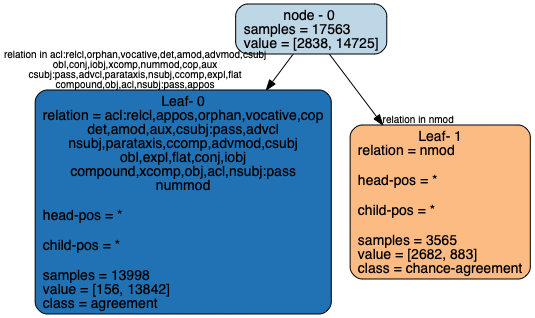 node - 0
samples = 17563
value = [2838, 14725]
relation in acl:relcl,orphan,vocative,det,amod,advmod,csubj
obl,conj,iobj,xcomp,nummod,cop,aux
csubj:pass,advcl,parataxis,nsubj,ccomp,expl,flat
compound,obj,acl,nsubj:pass,appos
relation in nmod
Leaf- 0
relation = acl:relcl,appos,orphan,vocative,cop
det,amod,aux,csubj:pass,advcl
nsubj,parataxis,ccomp,advmod,csubj
obl,expl,flat,conj,iobj
compound,xcomp,obj,acl,nsubj:pass
nummod
head-pos = *
child-pos = *
samples = 13998
value = [156, 13842]
class = agreement
Leaf- 1
relation = nmod
head-pos = *
child-pos = *
samples = 3565
value = [2682, 883]
class = chance-agreement